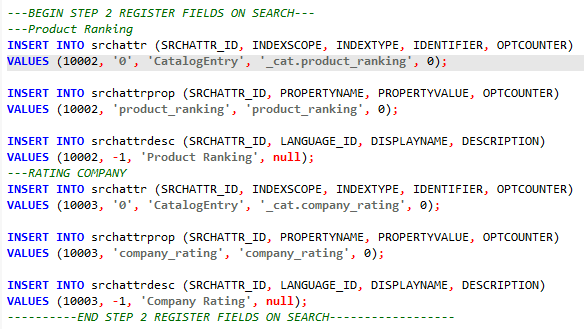 ---BEGIN STEP 2 REGISTER FIELDS ON SEARCH---
---Product Ranking
INSERT INTO srchattr (SRCHATTR_ID, INDEXSCOPE, INDEXTYPE, IDENTIFIER, OPTCOUNTER)
VALUES (10002, '0', 'CatalogEntry', '_cat.product_ranking', 0);
INSERT INTO srchattrprop (SRCHATTR_ID, PROPERTYNAME, PROPERTYVALUE, OPTCOUNTER)
VALUES (10002, 'product_ranking', 'product_ranking', 0);
INSERT INTO srchattrdesc (SRCHATTR_ID, LANGUAGE_ID, DISPLAYNAME, DESCRIPTION)
VALUES (10002, -1, 'Product Ranking', null);
---RATING COMPANY
INSERT INTO srchattr (SRCHATTR_ID, INDEXSCOPE, INDEXTYPE, IDENTIFIER, OPTCOUNTER)
VALUES (10003, '0', 'CatalogEntry', '_cat.company_rating', 0);
INSERT INTO srchattrprop (SRCHATTR_ID, PROPERTYNAME, PROPERTYVALUE, OPTCOUNTER)
VALUES (10003, 'company_rating', 'company_rating', 0);
INSERT INTO srchattrdesc (SRCHATTR_ID, LANGUAGE_ID, DISPLAYNAME, DESCRIPTION)
VALUES (10003, -1, 'Company Rating', null);
----------END STEP 2 REGISTER FIELDS ON SEARCH------------------